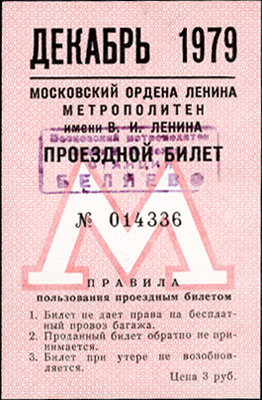 ДЕКАБРЬ 1979
МОСКОВСКИЙ ОРДЕНА ЛЕНИНА
МЕТРОПОЛИТЕН
имени В. И. ЛЕНИНА
Московский метрополитен
ПРОЕЗДНОЙ БИЛЕТ
БЕЛЯЕВО
М
№ 014336
ПРАВИЛА
пользования проездным билетом
1. Билет не дает права на бесплат-
ный провоз багажа.
2. Проданный билет обратно не при-
нимается.
3. Билет при утере не возобнов-
ляется.
Цена 3 руб.